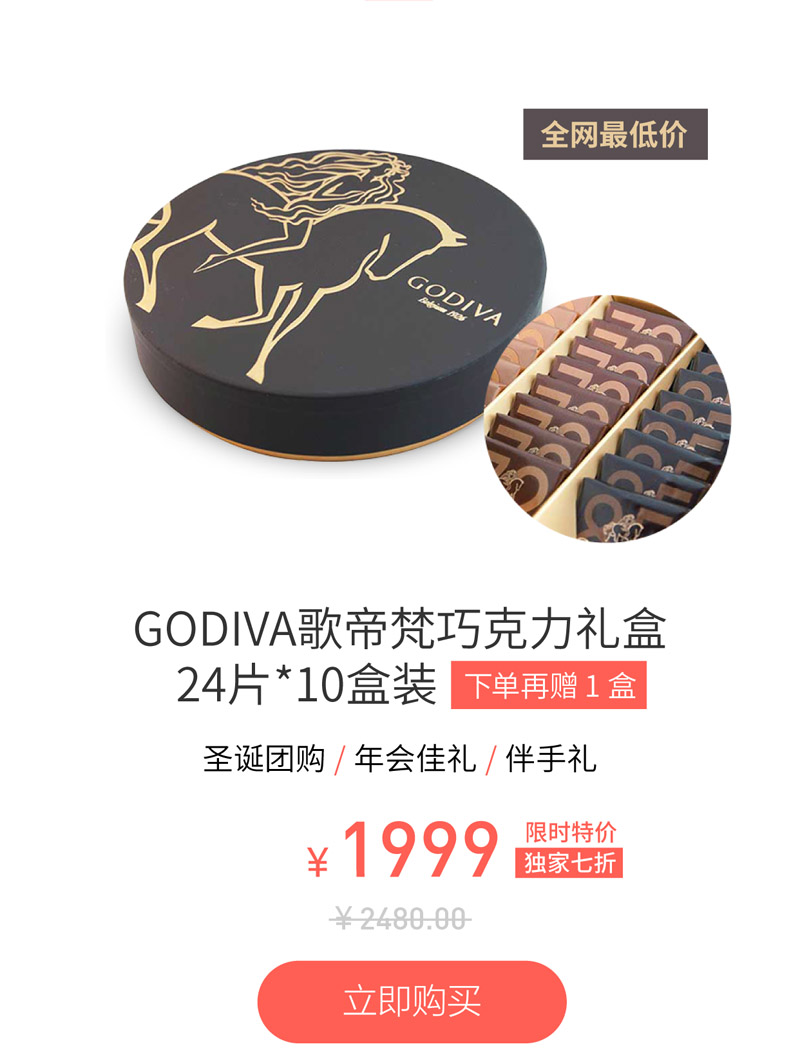 全网最低价
GODIVA
Belgium 1926
GODIVA歌帝梵巧克力礼盒
24片*10盒装 下单再赠 1 盒
圣诞团购 / 年会佳礼 / 伴手礼
¥ 1999 限时特价
独家七折
¥ 2480.00
立即购买